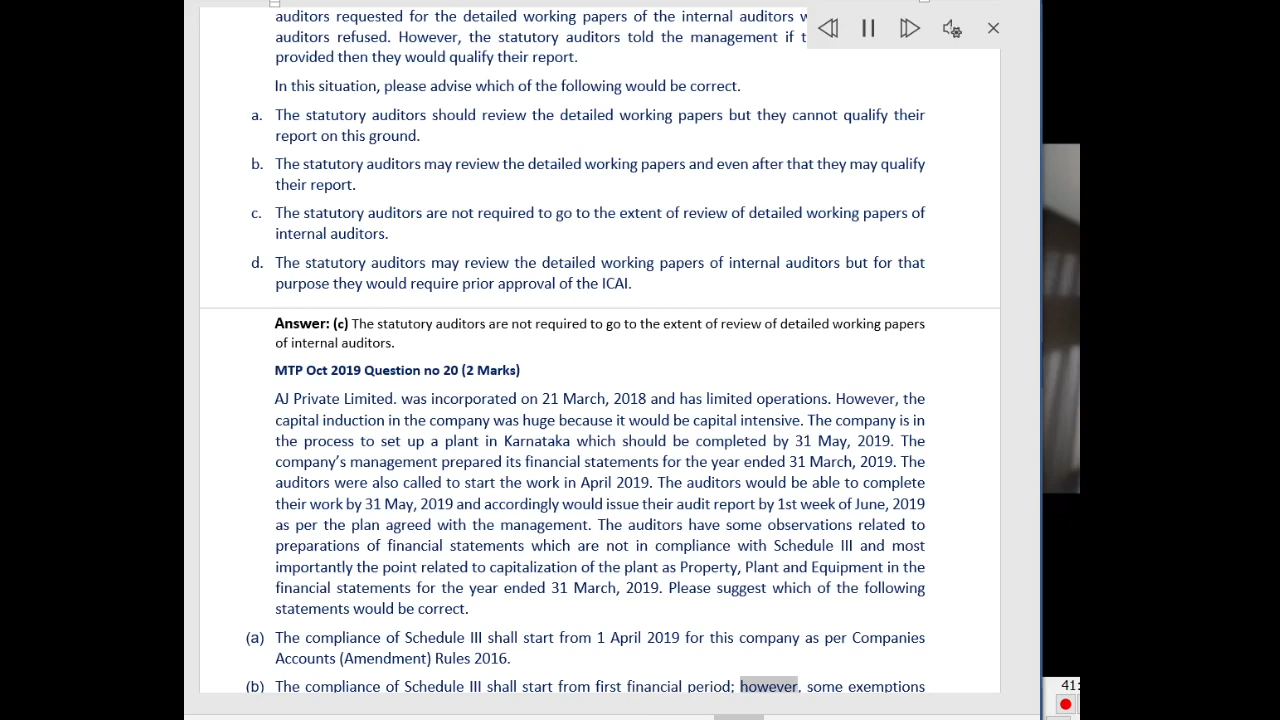 auditors requested for the detailed working papers of the internal auditors
auditors refused. However, the statutory auditors told the management if
provided then they would qualify their report.
In this situation, please advise which of the following would be correct.
a. The statutory auditors should review the detailed working papers but they cannot qualify their
report on this ground.
b. The statutory auditors may review the detailed working papers and even after that they may qualify
their report.
c. The statutory auditors are not required to go to the extent of review of detailed working papers of
internal auditors.
d. The statutory auditors may review the detailed working papers of internal auditors but for that
purpose they would require prior approval of the ICAI.
Answer: (c) The statutory auditors are not required to go to the extent of review of detailed working papers
of internal auditors.
MTP Oct 2019 Question no 20 (2 Marks)
AJ Private Limited. was incorporated on 21 March, 2018 and has limited operations. However, the
capital induction in the company was huge because it would be capital intensive. The company is in
the process to set up a plant in Karnataka which should be completed by 31 May, 2019. The
company's management prepared its financial statements for the year ended 31 March, 2019. The
auditors were also called to start the work in April 2019. The auditors would be able to complete
their work by 31 May, 2019 and accordingly would issue their audit report by 1st week of June, 2019
as per the plan agreed with the management. The auditors have some observations related to
preparations of financial statements which are not in compliance with Schedule III and most
importantly the point related to capitalization of the plant as Property, Plant and Equipment in the
financial statements for the year ended 31 March, 2019. Please suggest which of the following
statements would be correct.
(a) The compliance of Schedule III shall start from 1 April 2019 for this company as per Companies
Accounts (Amendment) Rules 2016.
(b) The compliance of Schedule III shall start from first financial period; however, some exemptions
41: